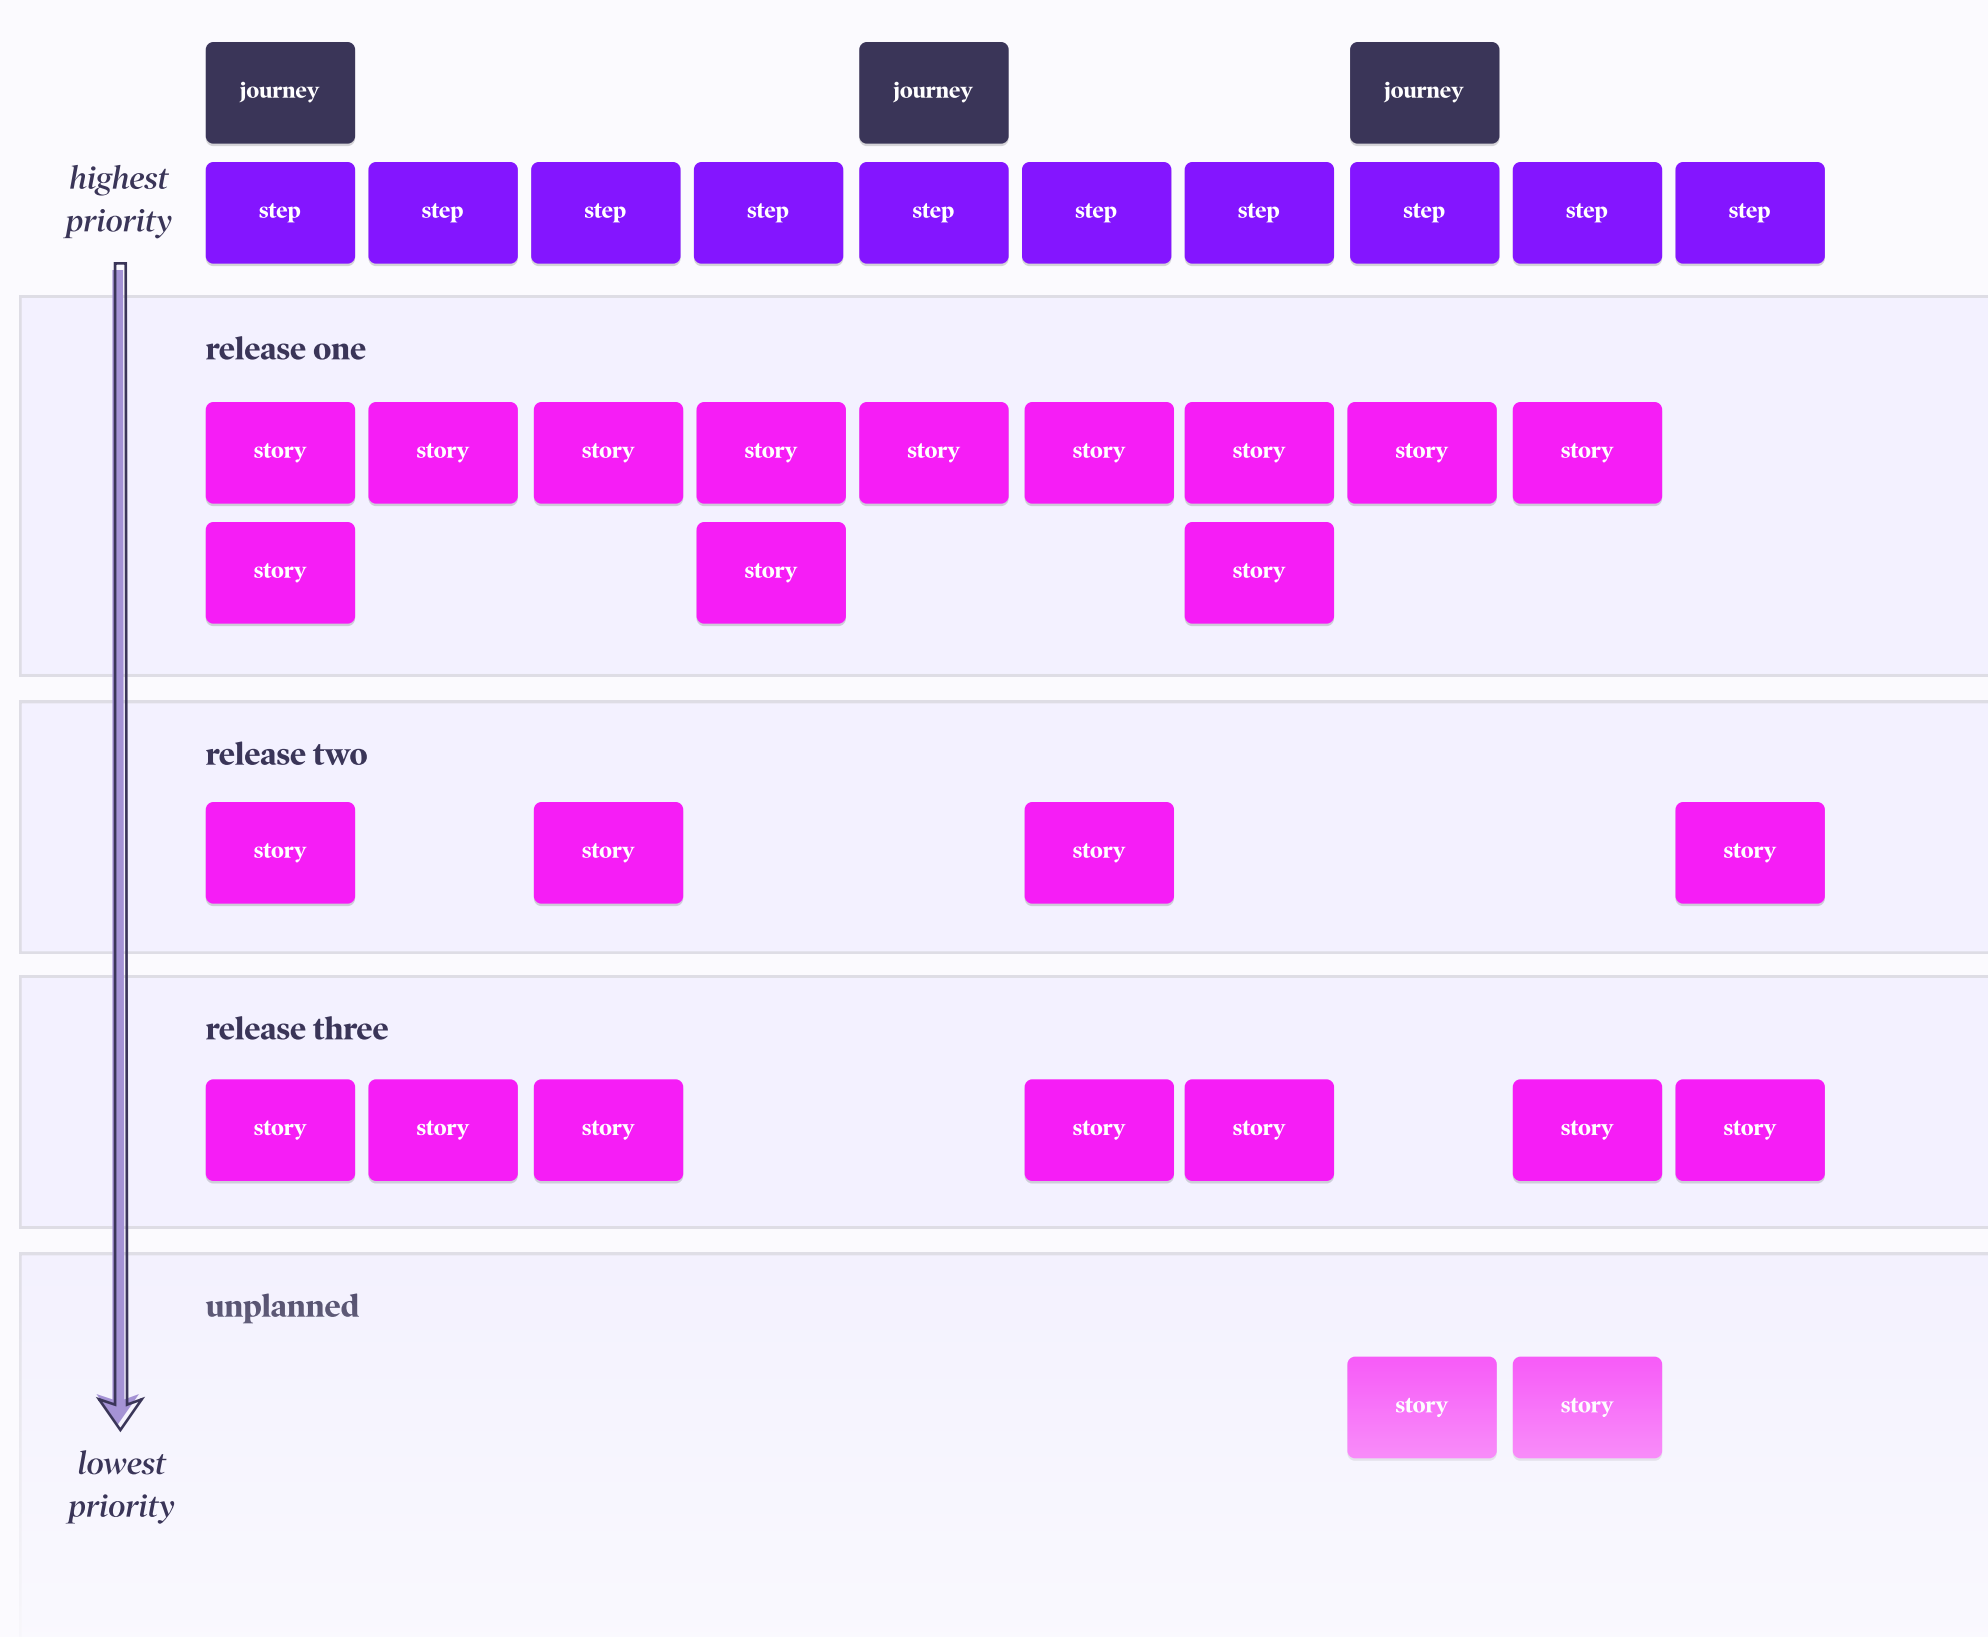 journey journey journey
highest
priority
step step step step step step step step step step
release one
story story story story story story story story story
story story story
release two
story story story story
release three
story story story story story story story
unplanned
story story
lowest
priority